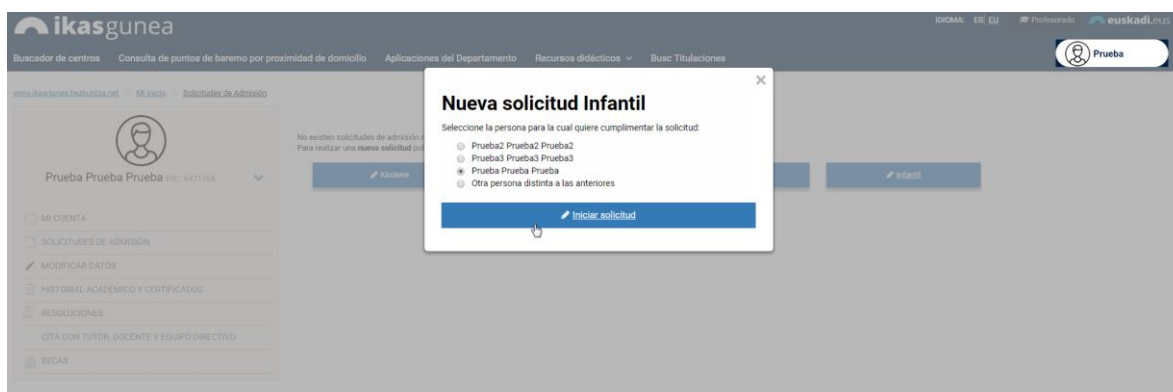 ikasgunea
IDIOMA: ES| EU Profesorado euskadi.eus
Buscador de centros Consulta de puntos de baremo por proximidad de domicilio Aplicaciones del Departamento Recursos didácticos Busc Titulaciones
Prueba
www.ikasgunea.hezkuntza.net > Mi inicio > Solicitudes de Admisión
Prueba Prueba Prueba
MI CUENTA
SOLICITUDES DE ADMISIÓN
MODIFICAR DATOS
HISTORIAL ACADÉMICO Y CERTIFICADOS
RESOLUCIONES
CITA CON TUTOR, DOCENTE Y EQUIPO DIRECTIVO
BECAS
No existen solicitudes de admisión
Para realizar una nueva solicitud
Kirolene
Infantil
Nueva solicitud Infantil
Seleccione la persona para la cual quiere cumplimentar la solicitud:
Prueba2 Prueba2 Prueba2
Prueba3 Prueba3 Prueba3
Prueba Prueba Prueba
Otra persona distinta a las anteriores
Iniciar solicitud